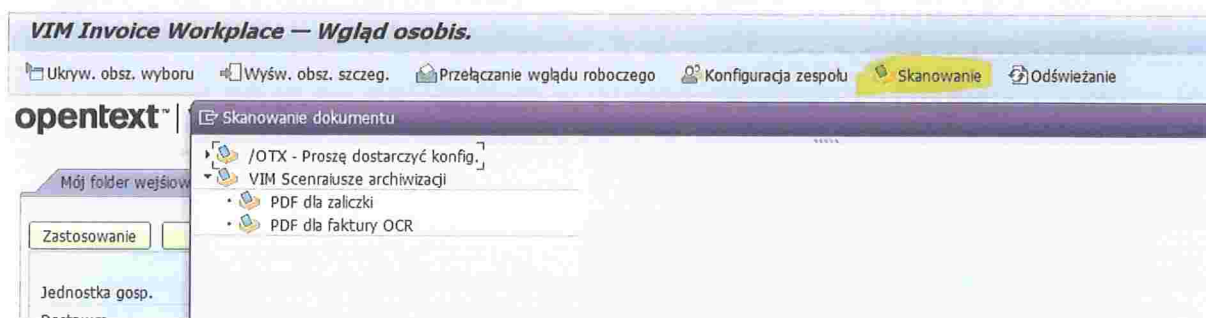 VIM Invoice Workplace — Wgląd osobis.
Ukryw. obsz. wyboru Wyśw. obsz. szczeg. Przełączanie wglądu roboczego Konfiguracja zespołu Skanowanie Odświeżanie
opentext™ Skanowanie dokumentu
/OTX - Proszę dostarczyć konfig.
VIM Scenraiusze archiwizacji
Mój folder wejściow
PDF dla zaliczki
PDF dla faktury OCR
Zastosowanie
Jednostka gosp.